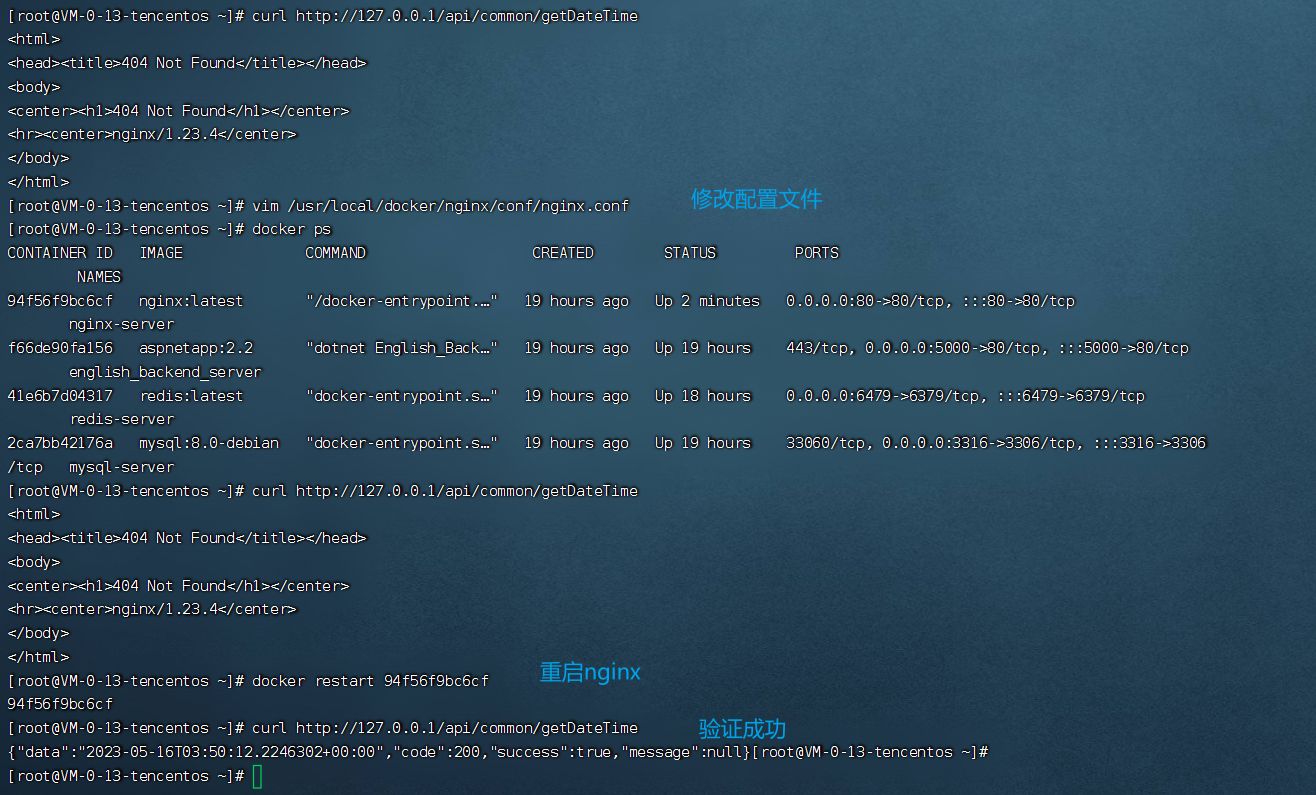 [root@VM-0-13-tencentos ~]# curl http://127.0.0.1/api/common/getDateTime
<html>
<head><title>404 Not Found</title></head>
<body>
<center><h1>404 Not Found</h1></center>
<hr><center>nginx/1.23.4</center>
</body>
</html>
[root@VM-0-13-tencentos ~]# vim /usr/local/docker/nginx/conf/nginx.conf 修改配置文件
[root@VM-0-13-tencentos ~]# docker ps
CONTAINER ID   IMAGE              COMMAND                   CREATED        STATUS         PORTS
        NAMES
94f56f9bc6cf   nginx:latest       "/docker-entrypoint.…"   19 hours ago   Up 2 minutes   0.0.0.0:80->80/tcp, :::80->80/tcp
       nginx-server
f66de90fa156   aspnetapp:2.2      "dotnet English_Back…"   19 hours ago   Up 19 hours    443/tcp, 0.0.0.0:5000->80/tcp, :::5000->80/tcp
       english_backend_server
41e6b7d04317   redis:latest       "docker-entrypoint.s…"   19 hours ago   Up 18 hours    0.0.0.0:6479->6379/tcp, :::6479->6379/tcp
       redis-server
2ca7bb42176a   mysql:8.0-debian   "docker-entrypoint.s…"   19 hours ago   Up 19 hours    33060/tcp, 0.0.0.0:3316->3306/tcp, :::3316->3306
/tcp   mysql-server
[root@VM-0-13-tencentos ~]# curl http://127.0.0.1/api/common/getDateTime
<html>
<head><title>404 Not Found</title></head>
<body>
<center><h1>404 Not Found</h1></center>
<hr><center>nginx/1.23.4</center>
</body>
</html>
[root@VM-0-13-tencentos ~]# docker restart 94f56f9bc6cf 重启nginx
94f56f9bc6cf
[root@VM-0-13-tencentos ~]# curl http://127.0.0.1/api/common/getDateTime 验证成功
{"data":"2023-05-16T03:50:12.2246302+00:00","code":200,"success":true,"message":null}[root@VM-0-13-tencentos ~]#
[root@VM-0-13-tencentos ~]#